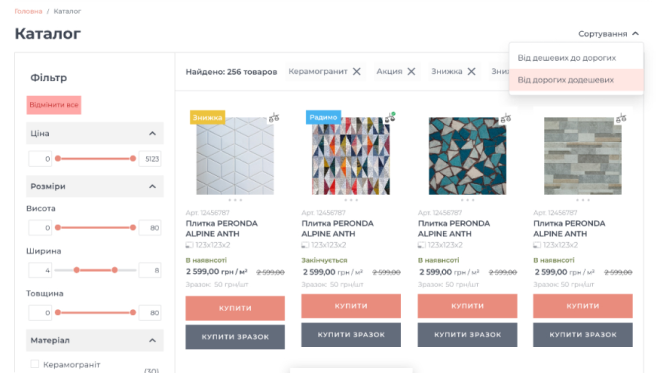 Головна / Каталог
Каталог
Сортування
Від дешевих до дорогих
Від дорогих додешевих
Фільтр
Найдено: 256 товаров Керамогранит Акция Знижка
Відмінити все
Ціна
0 5123
Розміри
Висота
0 80
Ширина
4 8
Товщина
0 80
Матеріал
Керамограніт
(30)
Знижка
Радимо
Арт. 12456787
Плитка PERONDA
ALPINE ANTH
123х123х2
В наявності
2 599,00 грн / м² 2 599,00
Зразок: 50 грн/шт
КУПИТИ
КУПИТИ ЗРАЗОК
Арт. 12456787
Плитка PERONDA
ALPINE ANTH
123х123х2
Закінчується
2 599,00 грн / м² 2 599,00
Зразок: 50 грн/шт
КУПИТИ
КУПИТИ ЗРАЗОК
Арт. 12456787
Плитка PERONDA
ALPINE ANTH
123х123х2
В наявності
2 599,00 грн / м² 2 599,00
Зразок: 50 грн/шт
КУПИТИ
КУПИТИ ЗРАЗОК
Арт. 12456787
Плитка PERONDA
ALPINE ANTH
123х123х2
В наявності
2 599,00 грн / м² 2 599,00
Зразок: 50 грн/шт
КУПИТИ
КУПИТИ ЗРАЗОК